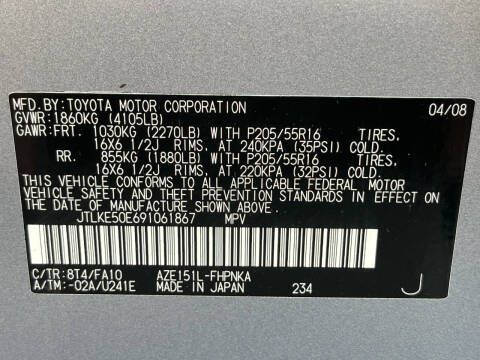 MFD.BY:TOYOTA MOTOR CORPORATION 04/08
GVWR:1860KG (4105LB)
GAWR:FRT. 1030KG (2270LB) WITH P205/55R16 TIRES,
16X6 1/2J RIMS, AT 240KPA (35PSI) COLD.
RR. 855KG (1880LB) WITH P205/55R16 TIRES,
16X6 1/2J RIMS, AT 220KPA (32PSI) COLD.
THIS VEHICLE CONFORMS TO ALL APPLICABLE FEDERAL MOTOR
VEHICLE SAFETY AND THEFT PREVENTION STANDARDS IN EFFECT ON
THE DATE OF MANUFACTURE SHOWN ABOVE.
JTLKE50E691061867 MPV
C/TR:8T4/FA10 AZE151L-FHPNKA
A/TM:-02A/U241E MADE IN JAPAN 234 J